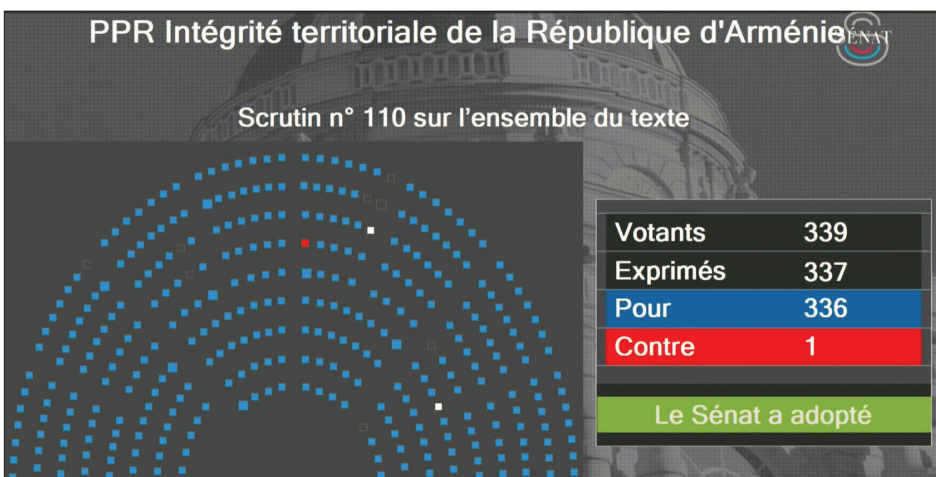 PPR Intégrité territoriale de la République d'Arménie
SÉNAT
Scrutin n° 110 sur l'ensemble du texte
Votants 339
Exprimés 337
Pour 336
Contre 1
Le Sénat a adopté